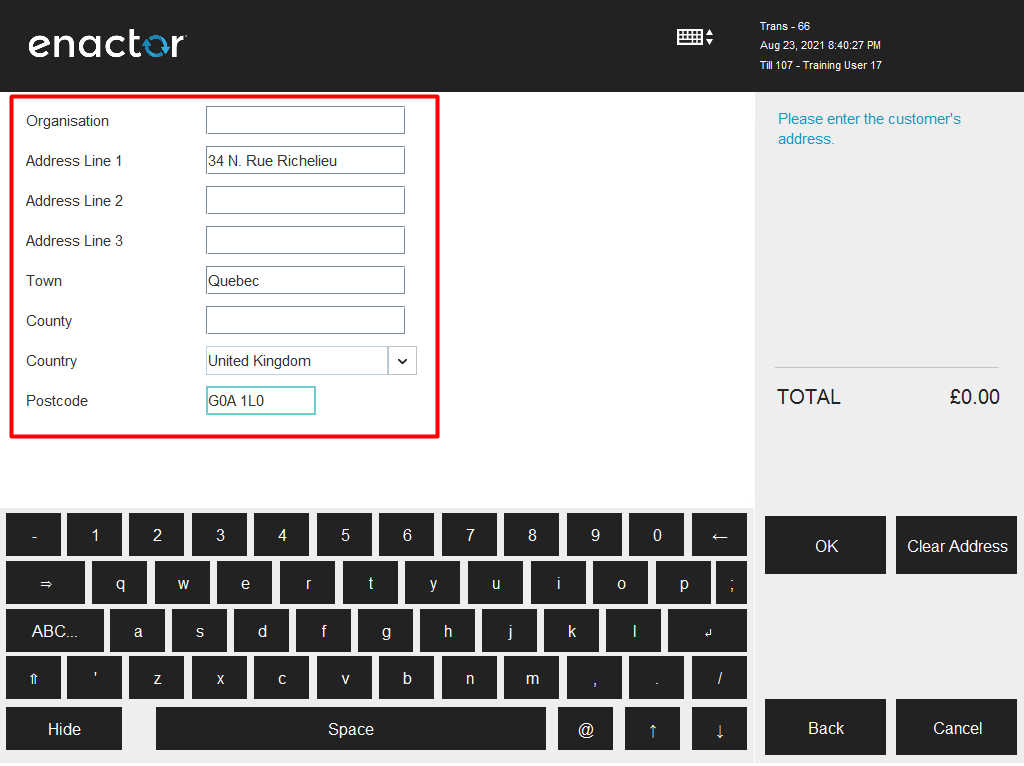 enactor
Trans - 66
Aug 23, 2021 8:40:27 PM
Till 107 - Training User 17
Organisation
Address Line 1 34 N. Rue Richelieu
Address Line 2
Address Line 3
Town Quebec
County
Country United Kingdom
Postcode G0A 1L0
Please enter the customer's
address.
TOTAL £0.00
- 1 2 3 4 5 6 7 8 9 0 ←
⇒ q w e r t y u i o p ;
ABC... a s d f g h j k l ↲
⇑ ' z x c v b n m , . /
Hide Space @ ↑ ↓
OK Clear Address
Back Cancel